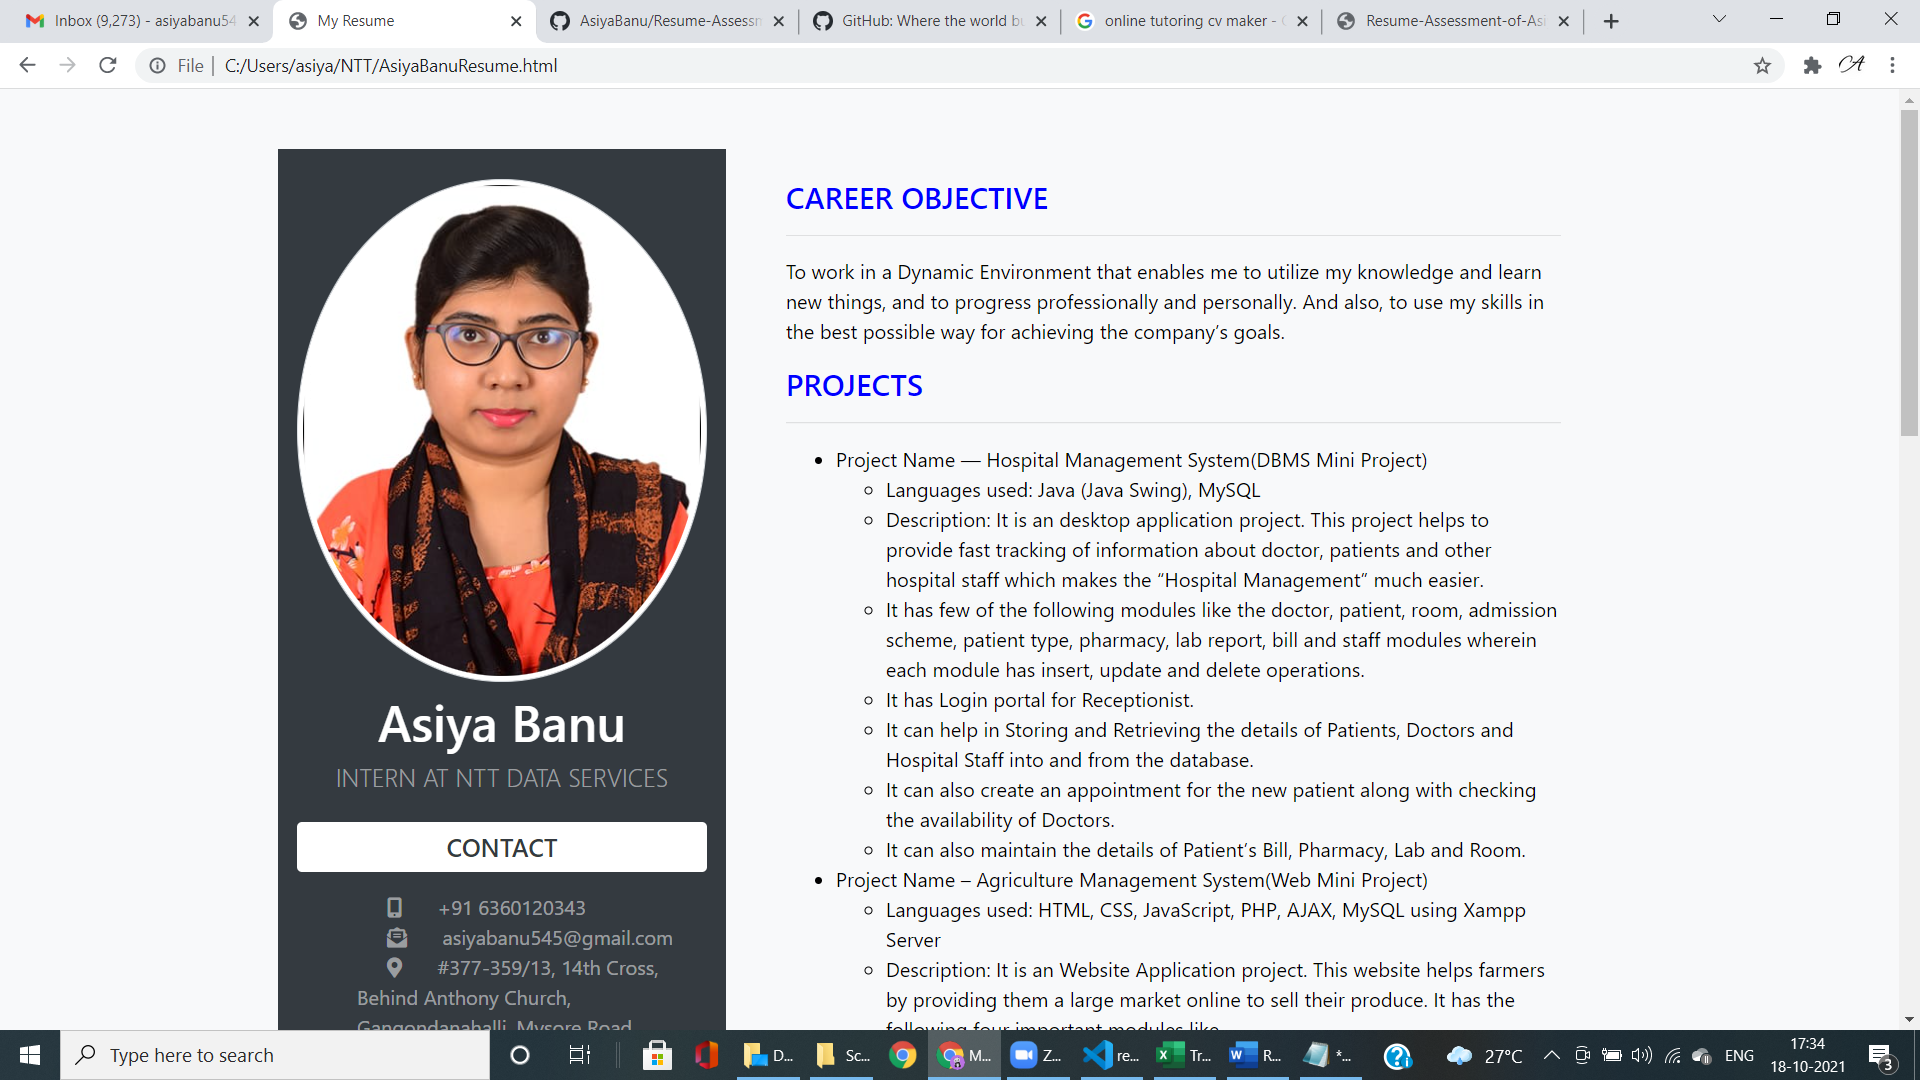 Inbox (9,273) - asiyabanu54
My Resume
AsiyaBanu/Resume-Assessm
GitHub: Where the world bu
online tutoring cv maker -
Resume-Assessment-of-Asi
File
C:/Users/asiya/NTT/AsiyaBanuResume.html
Asiya Banu
INTERN AT NTT DATA SERVICES
CONTACT
+91 6360120343
asiyabanu545@gmail.com
#377-359/13, 14th Cross,
Behind Anthony Church,
Gangondanahalli, Mysore Road
CAREER OBJECTIVE
To work in a Dynamic Environment that enables me to utilize my knowledge and learn
new things, and to progress professionally and personally. And also, to use my skills in
the best possible way for achieving the company’s goals.
PROJECTS
Project Name — Hospital Management System(DBMS Mini Project)
Languages used: Java (Java Swing), MySQL
Description: It is an desktop application project. This project helps to
provide fast tracking of information about doctor, patients and other
hospital staff which makes the “Hospital Management” much easier.
It has few of the following modules like the doctor, patient, room, admission
scheme, patient type, pharmacy, lab report, bill and staff modules wherein
each module has insert, update and delete operations.
It has Login portal for Receptionist.
It can help in Storing and Retrieving the details of Patients, Doctors and
Hospital Staff into and from the database.
It can also create an appointment for the new patient along with checking
the availability of Doctors.
It can also maintain the details of Patient’s Bill, Pharmacy, Lab and Room.
Project Name – Agriculture Management System(Web Mini Project)
Languages used: HTML, CSS, JavaScript, PHP, AJAX, MySQL using Xampp
Server
Description: It is an Website Application project. This website helps farmers
by providing them a large market online to sell their produce. It has the
following four important modules like
Type here to search
D...
Sc...
M...
Z...
re...
Tr...
R...
*...
27°C
ENG
17:34
18-10-2021
3